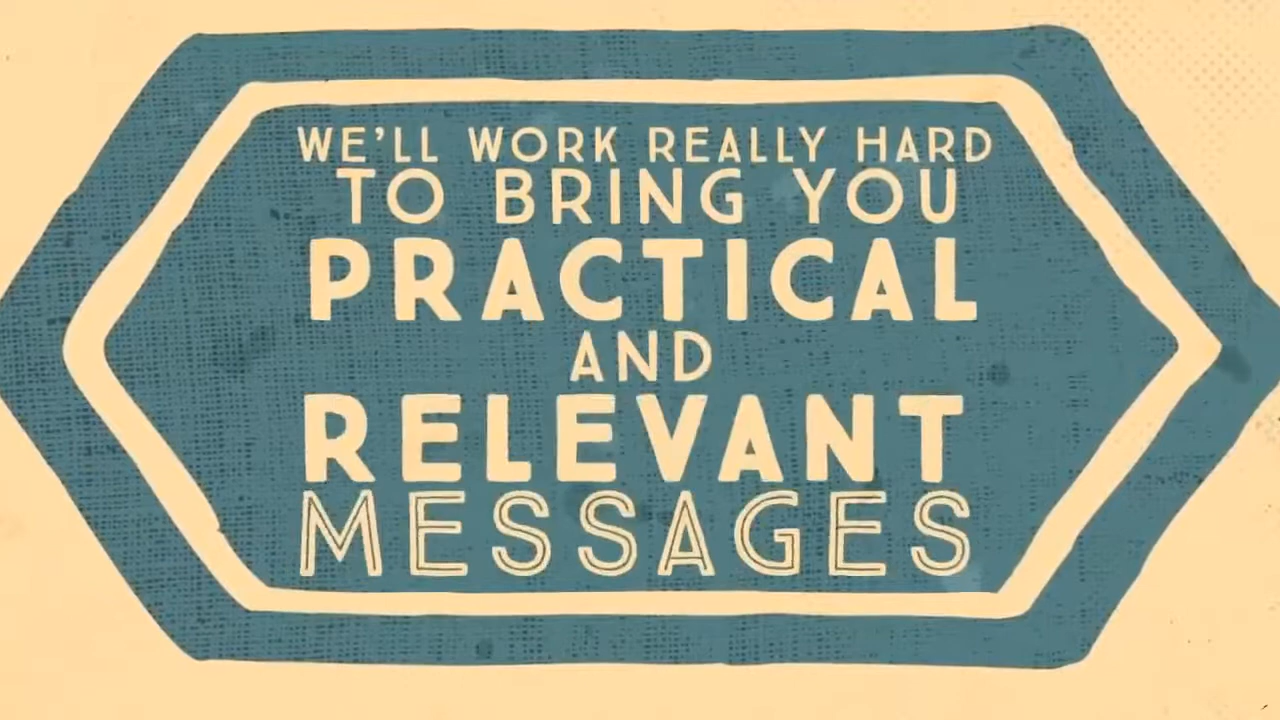 WE'LL WORK REALLY HARD
TO BRING YOU
PRACTICAL
AND
RELEVANT
MESSAGES